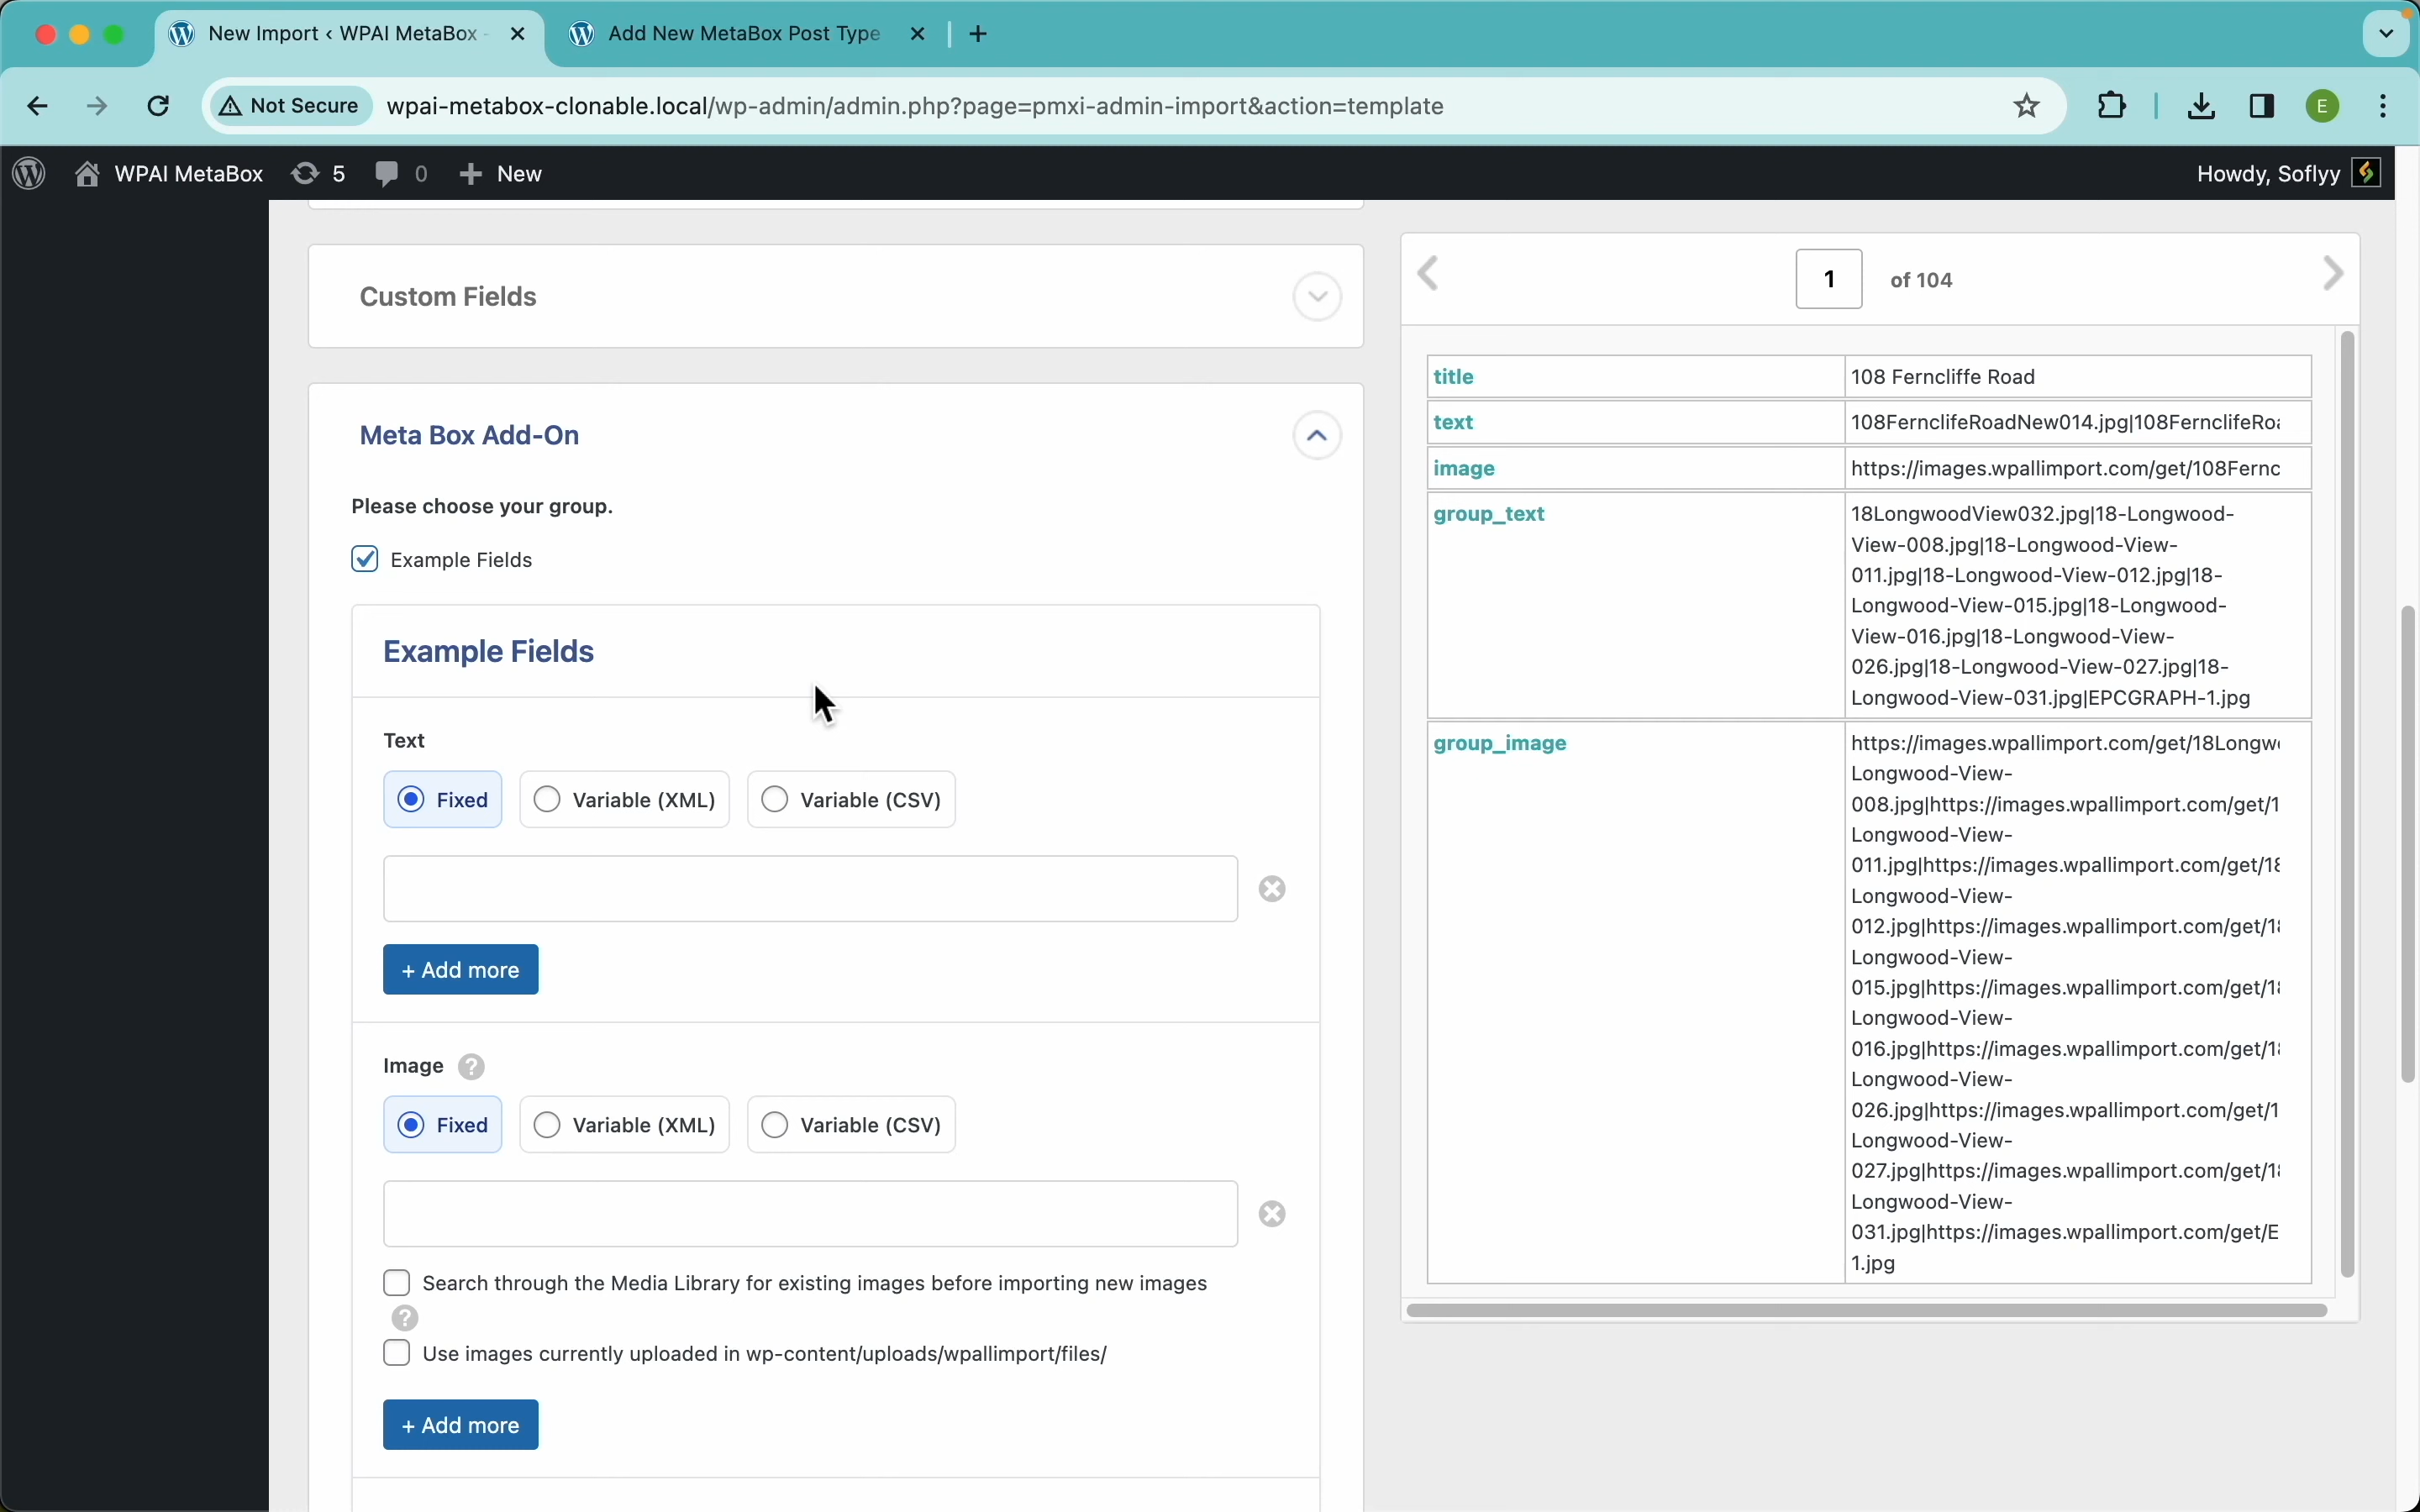 New Import ‹ WPAI MetaBox -
Add New MetaBox Post Type
Not Secure
wpai-metabox-clonable.local/wp-admin/admin.php?page=pmxi-admin-import&action=template
E
WPAI MetaBox
5
0
New
Howdy, Soflyy
Custom Fields
Meta Box Add-On
Please choose your group.
Example Fields
Example Fields
Text
Fixed
Variable (XML)
Variable (CSV)
+ Add more
Image ?
Fixed
Variable (XML)
Variable (CSV)
Search through the Media Library for existing images before importing new images
?
Use images currently uploaded in wp-content/uploads/wpallimport/files/
+ Add more
1 of 104
title
108 Ferncliffe Road
text
108FernclifeRoadNew014.jpg|108FernclifeRoa
image
https://images.wpallimport.com/get/108Fernc
group_text
18LongwoodView032.jpg|18-Longwood-
View-008.jpg|18-Longwood-View-
011.jpg|18-Longwood-View-012.jpg|18-
Longwood-View-015.jpg|18-Longwood-
View-016.jpg|18-Longwood-View-
026.jpg|18-Longwood-View-027.jpg|18-
Longwood-View-031.jpg|EPCGRAPH-1.jpg
group_image
https://images.wpallimport.com/get/18Longw
Longwood-View-
008.jpg|https://images.wpallimport.com/get/1
Longwood-View-
011.jpg|https://images.wpallimport.com/get/18
Longwood-View-
012.jpg|https://images.wpallimport.com/get/18
Longwood-View-
015.jpg|https://images.wpallimport.com/get/18
Longwood-View-
016.jpg|https://images.wpallimport.com/get/18
Longwood-View-
026.jpg|https://images.wpallimport.com/get/1
Longwood-View-
027.jpg|https://images.wpallimport.com/get/18
Longwood-View-
031.jpg|https://images.wpallimport.com/get/E
1.jpg